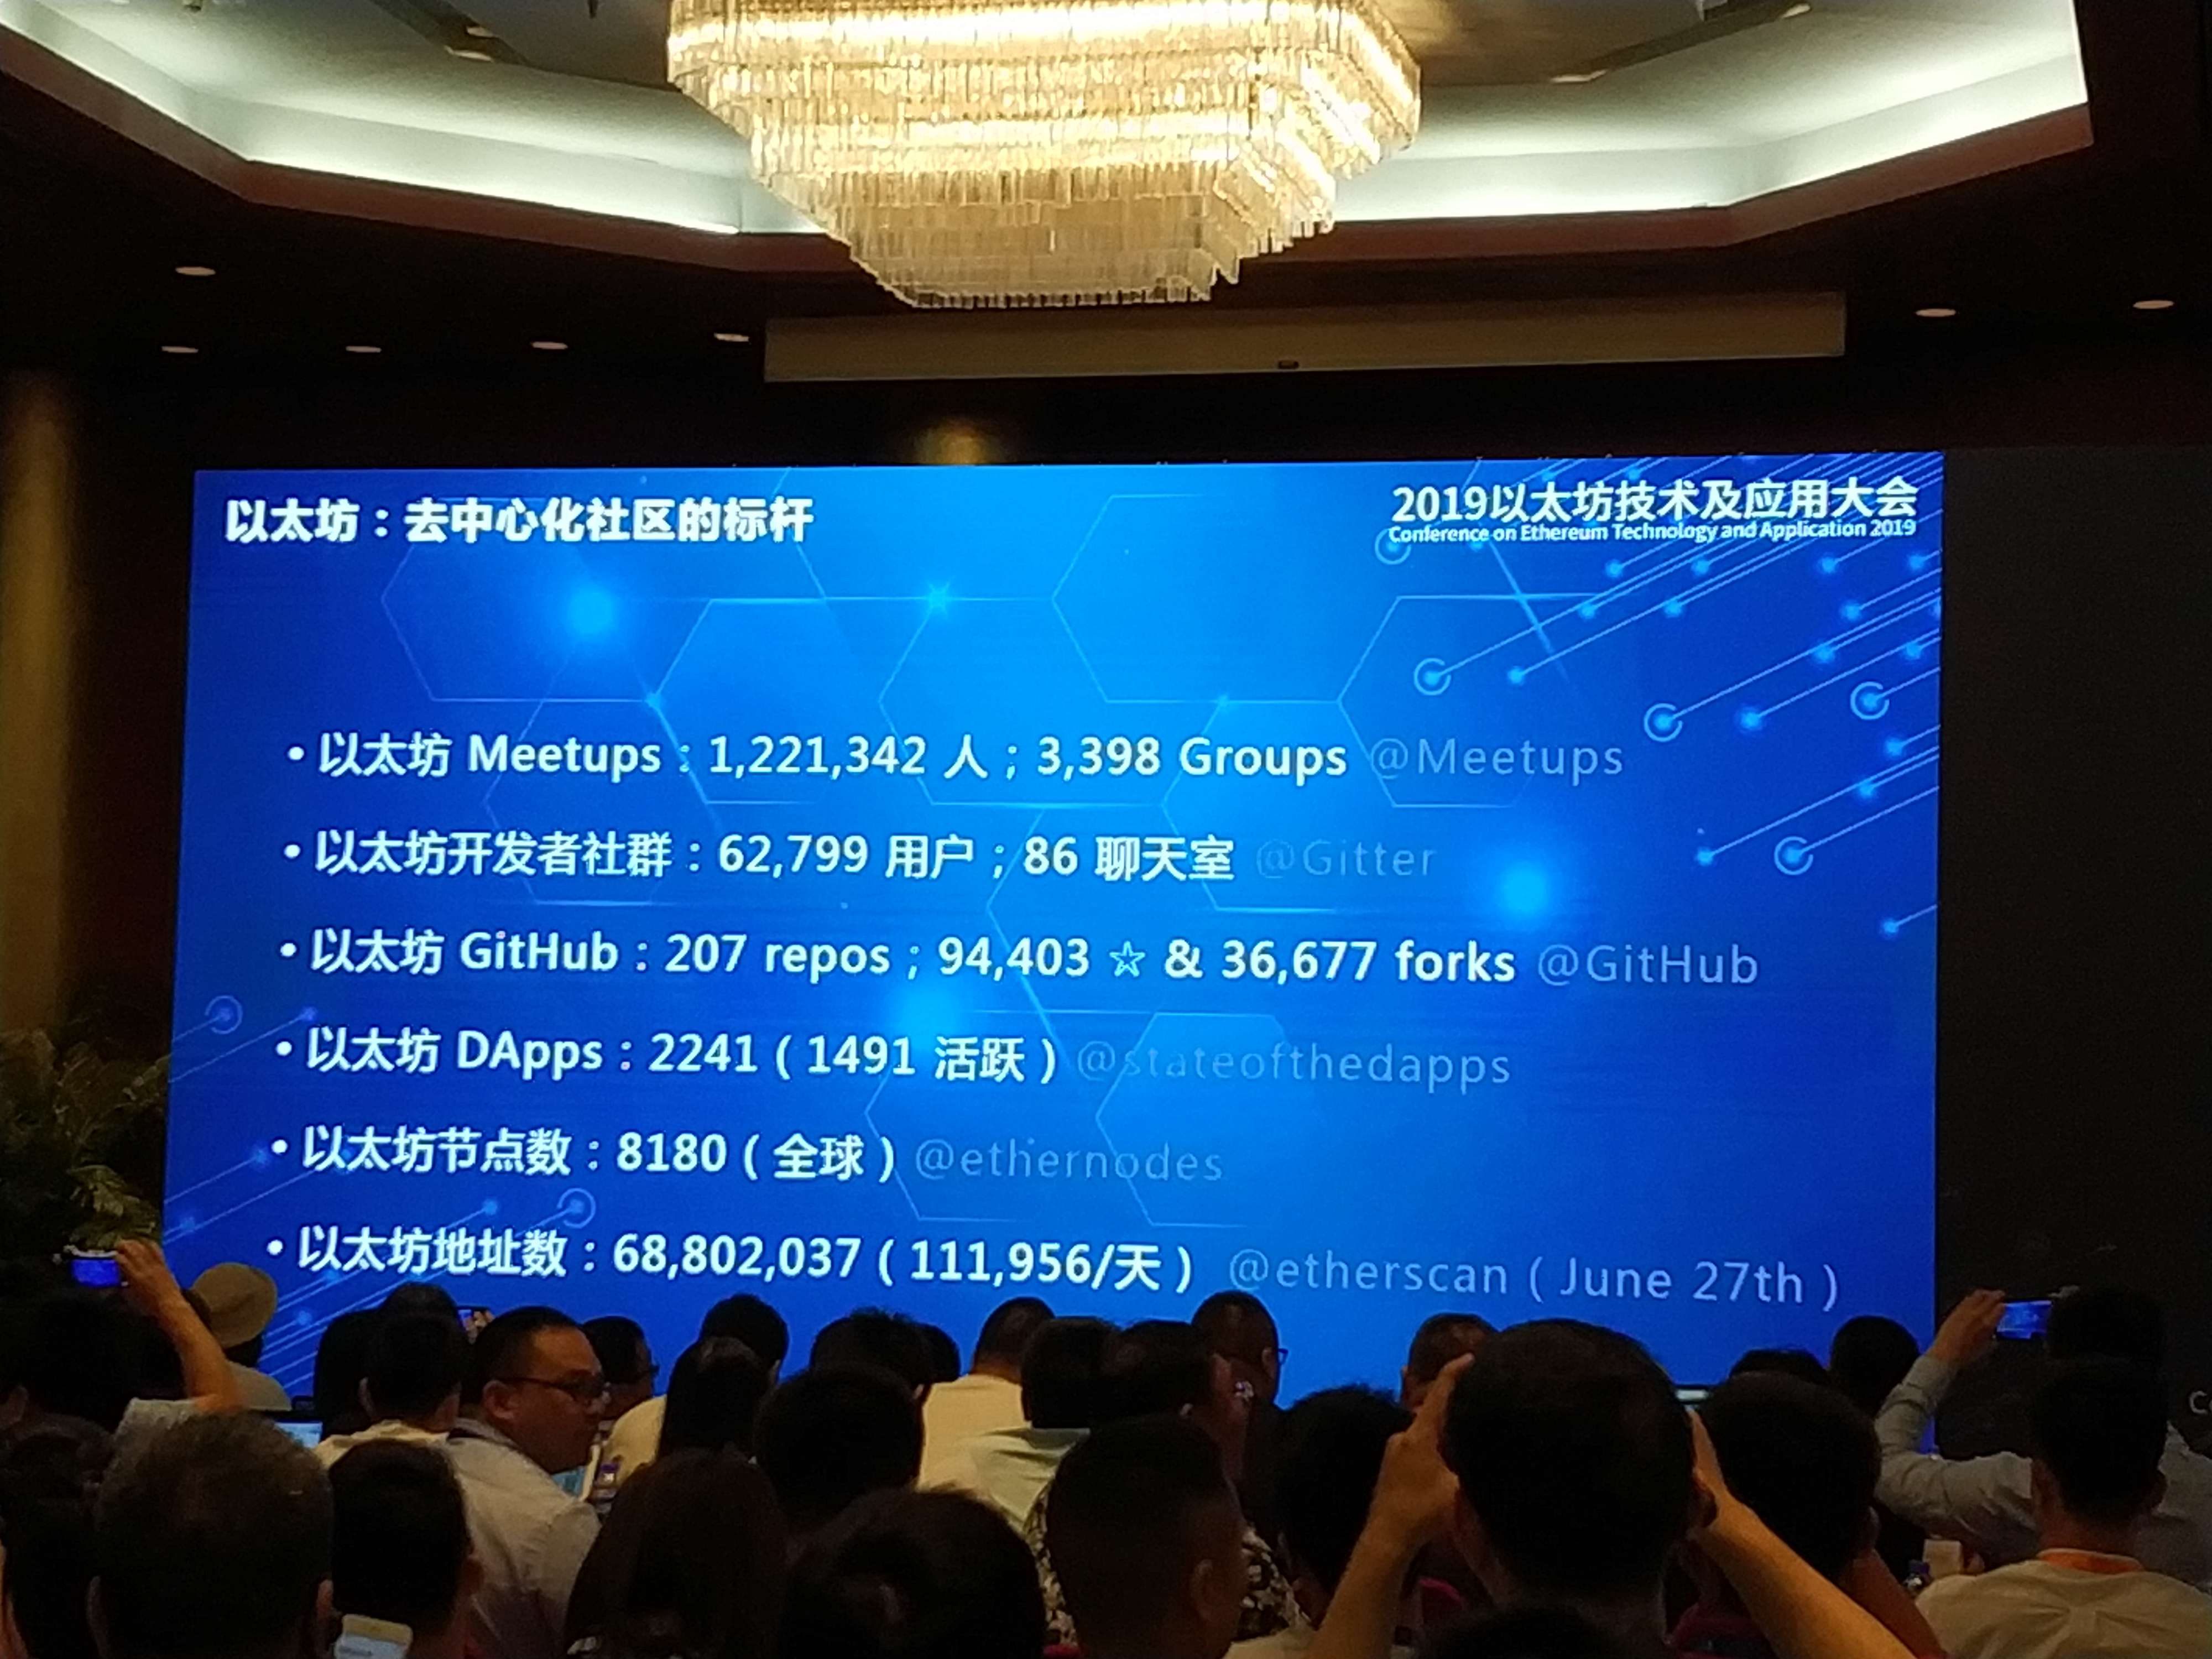 以太坊：去中心化社区的标杆
2019以太坊技术及应用大会
Conference on Ethereum Technology and Application 2019
• 以太坊 Meetups：1,221,342 人；3,398 Groups @Meetups
• 以太坊开发者社群：62,799 用户；86 聊天室 @Gitter
• 以太坊 GitHub：207 repos；94,403 ☆ & 36,677 forks @GitHub
• 以太坊 DApps：2241（1491 活跃）@stateofthedapps
• 以太坊节点数：8180（全球）@ethernodes
• 以太坊地址数：68,802,037（111,956/天） @etherscan（June 27th）